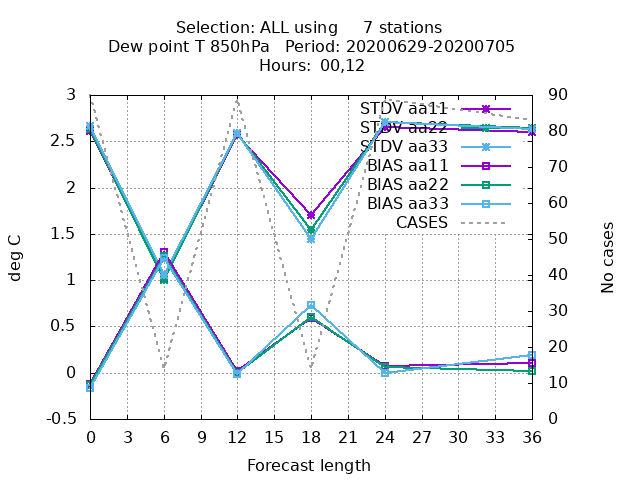 Selection: ALL using 7 stations
Dew point T 850hPa Period: 20200629-20200705
Hours: 00,12
3
2.5
2
1.5
1
0.5
0
-0.5
90
80
70
60
50
40
30
20
10
0
STDV aa11
STDV aa22
STDV aa33
BIAS aa11
BIAS aa22
BIAS aa33
CASES
deg C
No cases
0 3 6 9 12 15 18 21 24 27 30 33 36
Forecast length